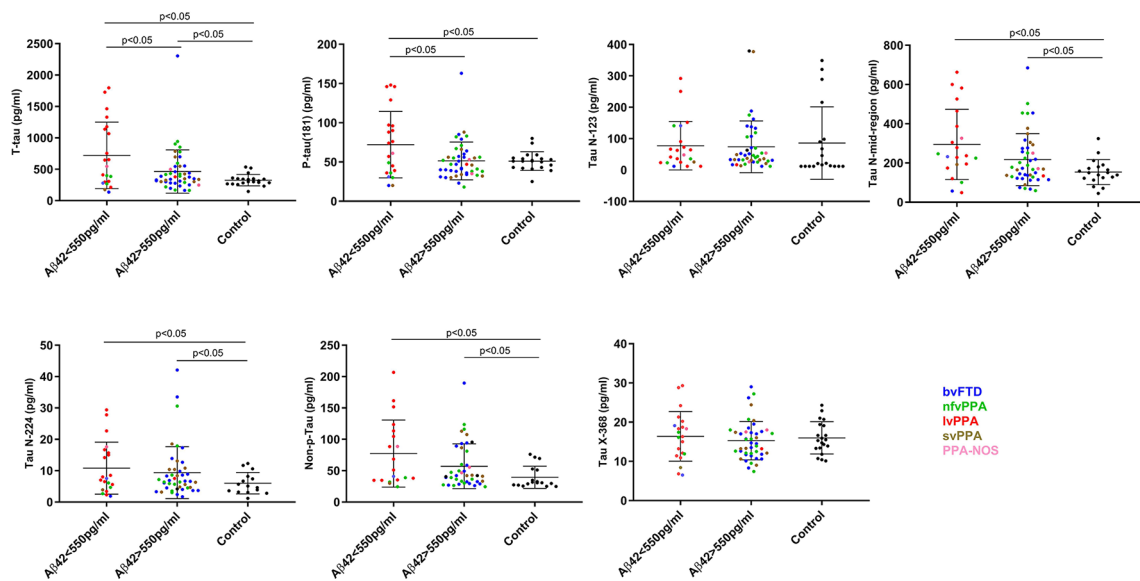 p<0.05
p<0.05
p<0.05
T-tau (pg/ml)
2500
2000
1500
1000
500
0
Aβ42<550pg/ml
Aβ42>550pg/ml
Control
p<0.05
p<0.05
P-tau(181) (pg/ml)
200
150
100
50
0
Aβ42<550pg/ml
Aβ42>550pg/ml
Control
Tau N-123 (pg/ml)
400
300
200
100
0
-100
Aβ42<550pg/ml
Aβ42>550pg/ml
Control
p<0.05
p<0.05
Tau N-mid-region (pg/ml)
800
600
400
200
0
Aβ42<550pg/ml
Aβ42>550pg/ml
Control
p<0.05
p<0.05
Tau N-224 (pg/ml)
50
40
30
20
10
0
Aβ42<550pg/ml
Aβ42>550pg/ml
Control
p<0.05
p<0.05
Non-p-Tau (pg/ml)
250
200
150
100
50
0
Aβ42<550pg/ml
Aβ42>550pg/ml
Control
Tau X-368 (pg/ml)
40
30
20
10
0
Aβ42<550pg/ml
Aβ42>550pg/ml
Control
bvFTD
nfvPPA
lvPPA
svPPA
PPA-NOS